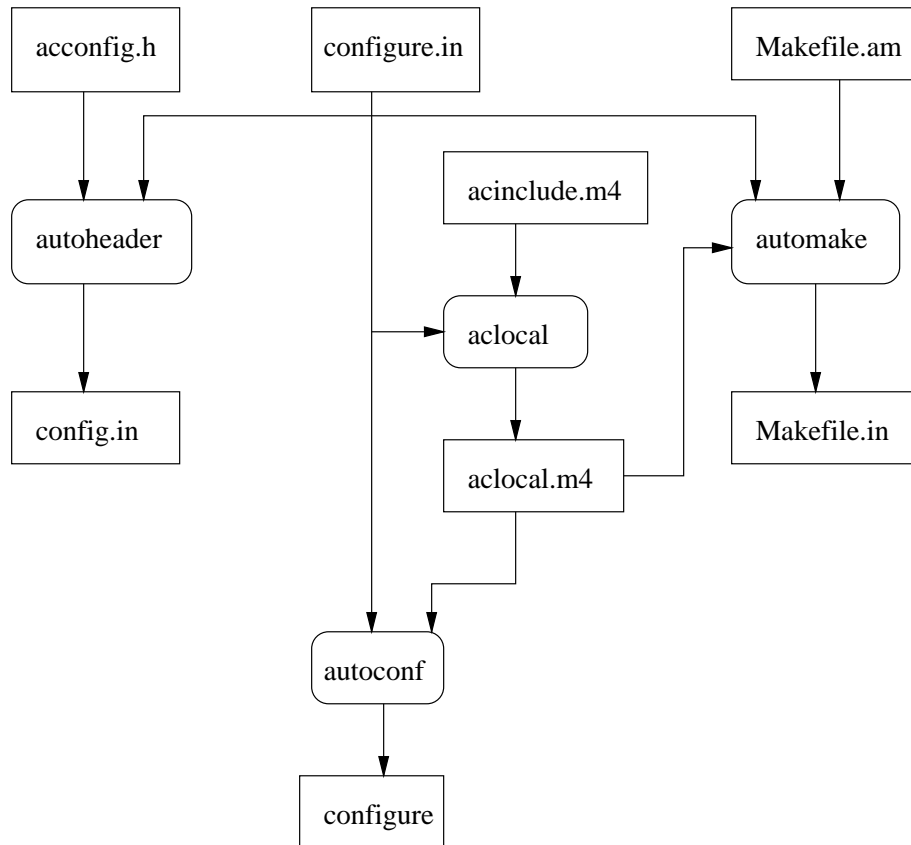 acconfig.h
configure.in
Makefile.am
acinclude.m4
autoheader
automake
aclocal
config.in
Makefile.in
aclocal.m4
autoconf
configure